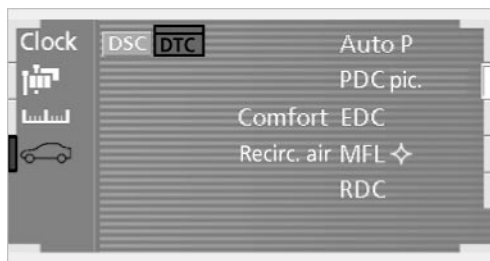 Clock DSC DTC Auto P
PDC pic.
Comfort EDC
Recirc. air MFL
RDC